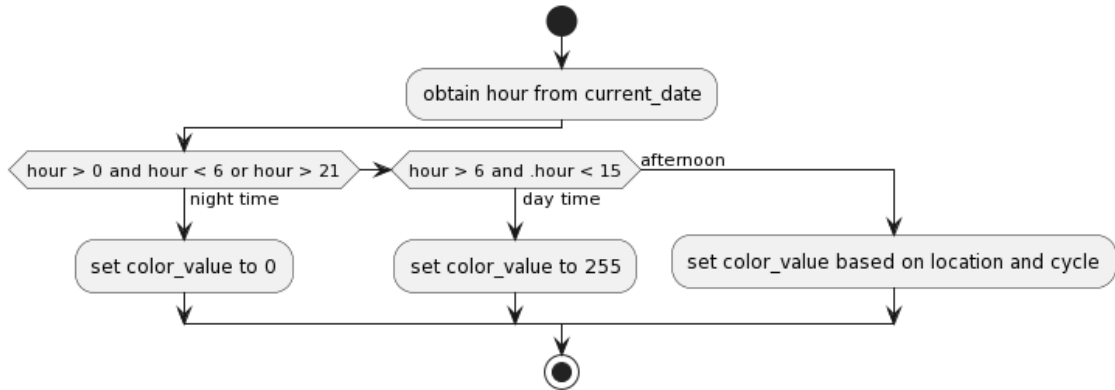 obtain hour from current_date
hour > 0 and hour < 6 or hour > 21
night time
hour > 6 and .hour < 15
day time
afternoon
set color_value to 0
set color_value to 255
set color_value based on location and cycle